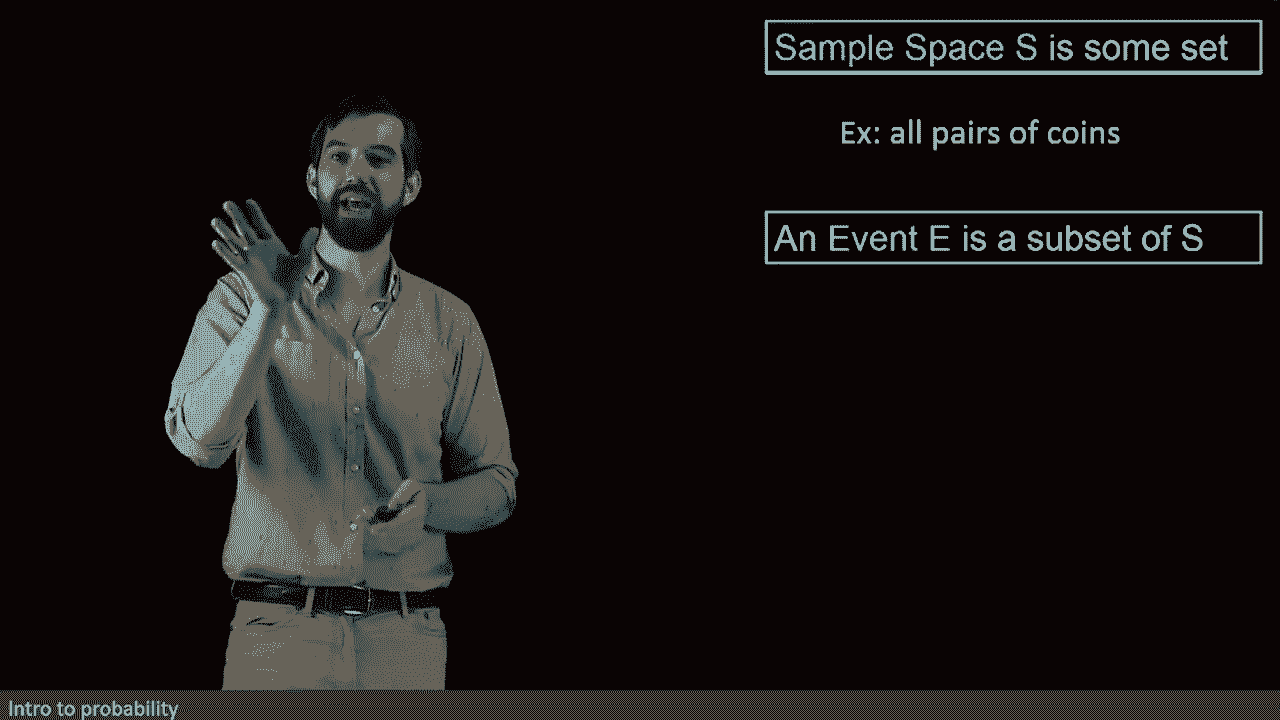 Sample Space S is some set
Ex: all pairs of coins
An Event E is a subset of S
Intro to probability